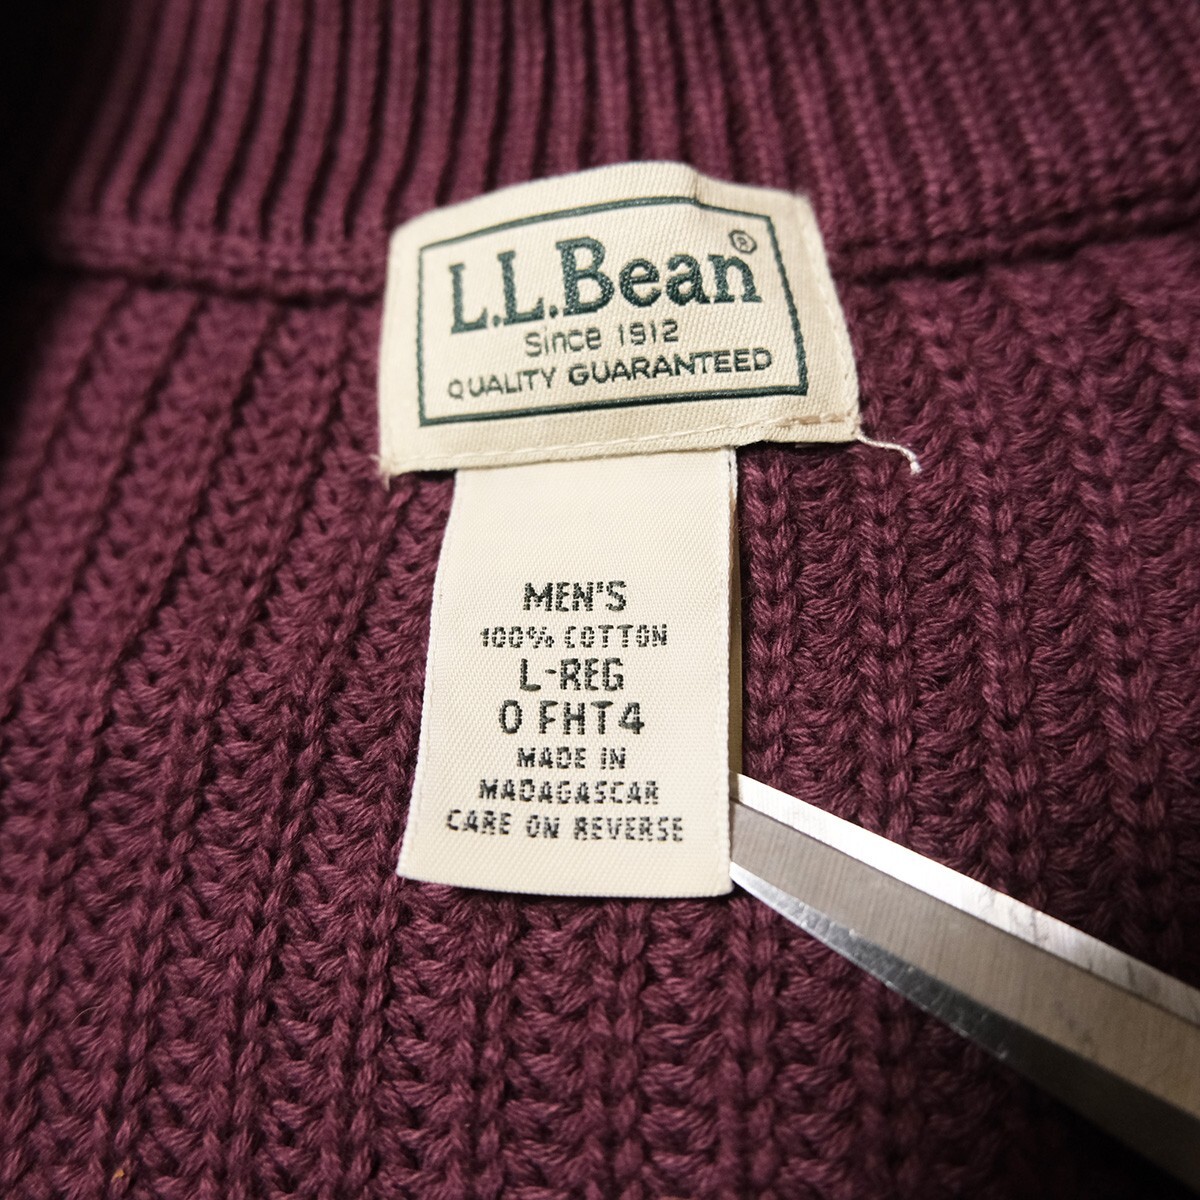 L.L.Bean®
Since 1912
QUALITY GUARANTEED
MEN'S
100% COTTON
L-REG
0 FHT4
MADE IN
MADAGASCAR
CARE ON REVERSE